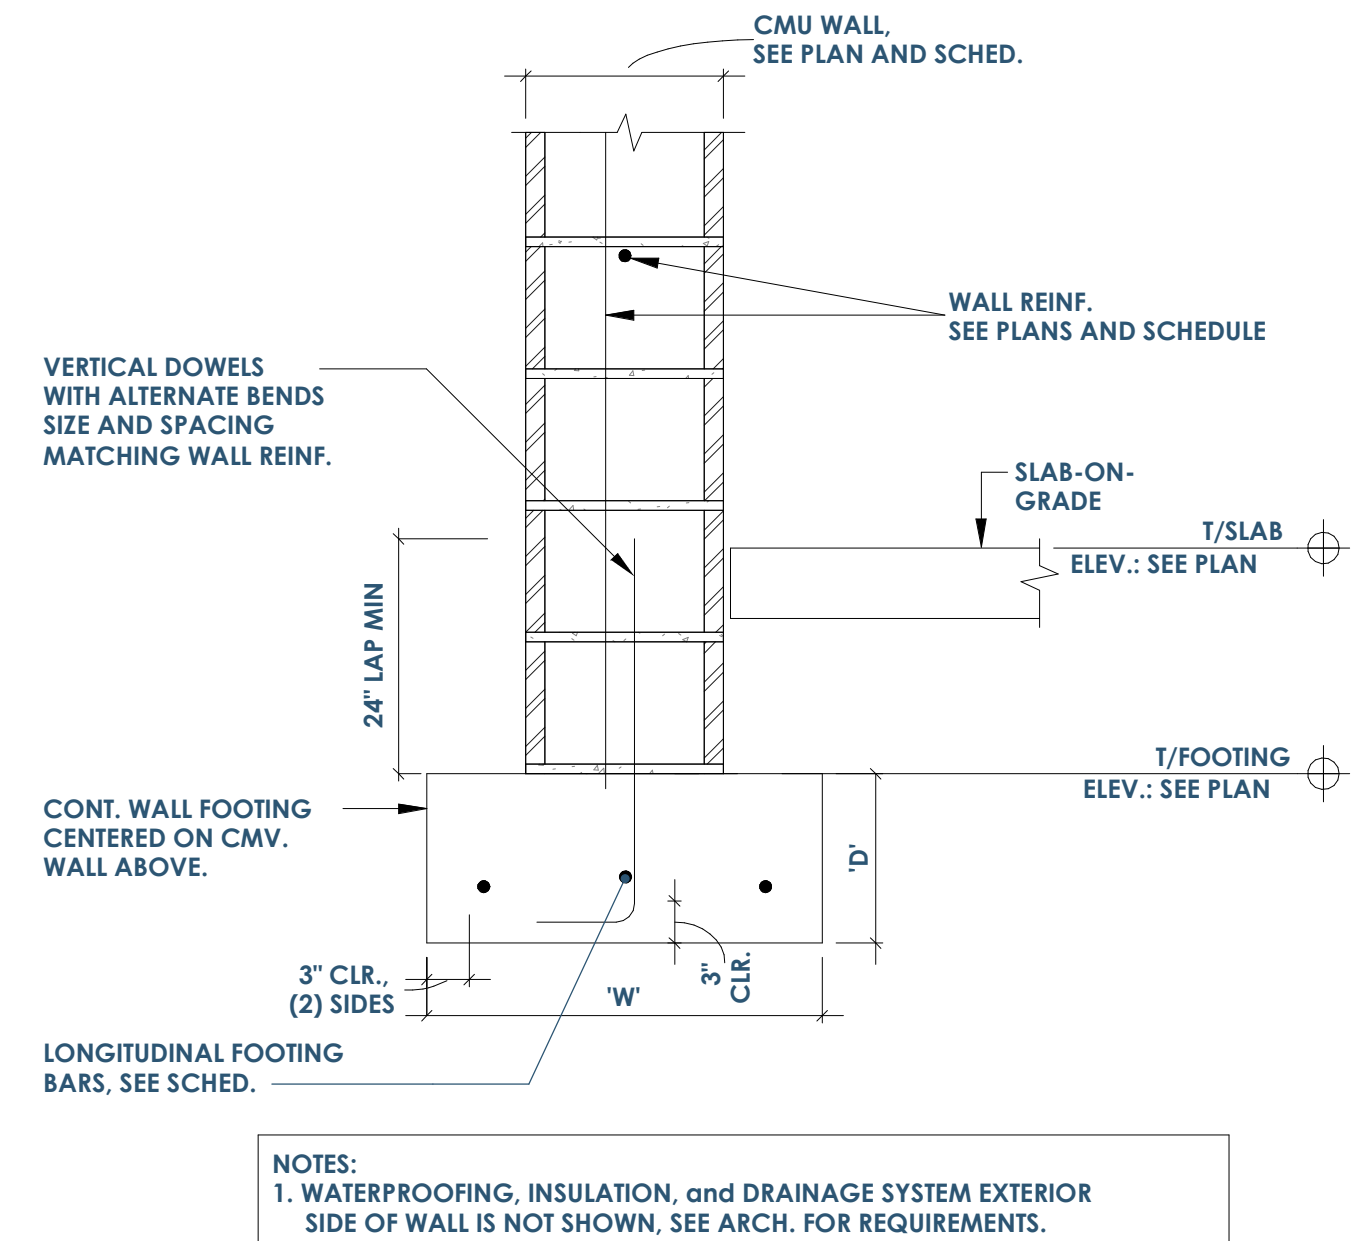 CMU WALL,
SEE PLAN AND SCHED.
WALL REINF.
SEE PLANS AND SCHEDULE
VERTICAL DOWELS
WITH ALTERNATE BENDS
SIZE AND SPACING
MATCHING WALL REINF.
SLAB-ON-
GRADE
T/SLAB
ELEV.: SEE PLAN
24" LAP MIN
T/FOOTING
ELEV.: SEE PLAN
CONT. WALL FOOTING
CENTERED ON CMV.
WALL ABOVE.
'D'
3" CLR.,
(2) SIDES
'W'
3"
CLR.
LONGITUDINAL FOOTING
BARS, SEE SCHED.
NOTES:
1. WATERPROOFING, INSULATION, and DRAINAGE SYSTEM EXTERIOR
SIDE OF WALL IS NOT SHOWN, SEE ARCH. FOR REQUIREMENTS.